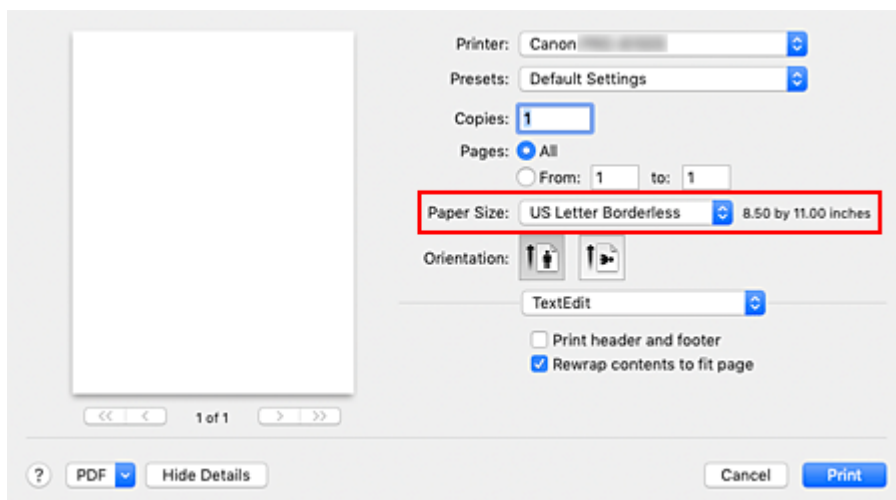 Printer: Canon
Presets: Default Settings
Copies: 1
Pages: All
From: 1 to: 1
Paper Size: US Letter Borderless 8.50 by 11.00 inches
Orientation:
TextEdit
Print header and footer
Rewrap contents to fit page
<< < 1 of 1 > >>
? PDF Hide Details Cancel Print